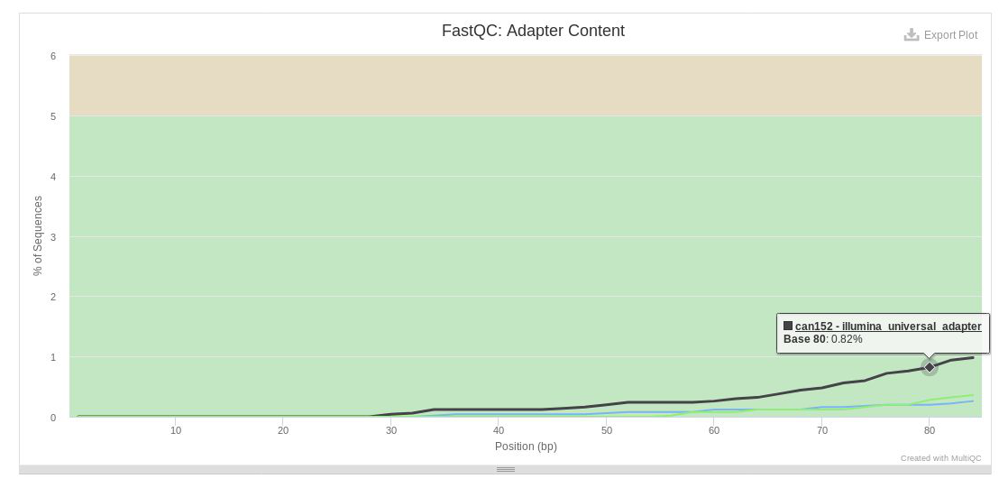 FastQC: Adapter Content
Export Plot
6
5
4
3
2
1
0
% of Sequences
can152 - illumina_universal_adapter
Base 80: 0.82%
10 20 30 40 50 60 70 80
Position (bp)
Created with MultiQC